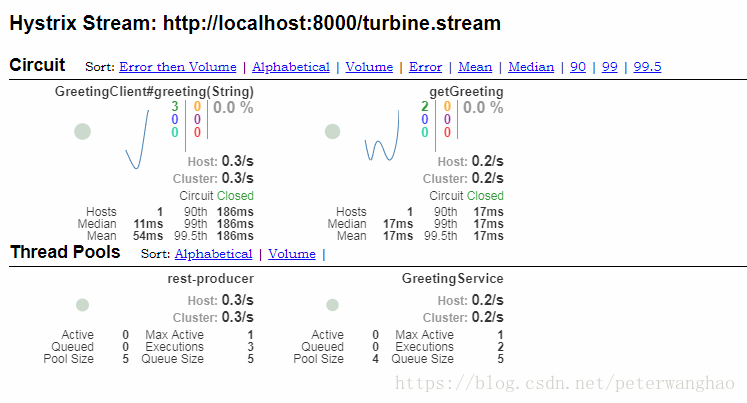 Hystrix Stream: http://localhost:8000/turbine.stream
Circuit Sort: Error then Volume | Alphabetical | Volume | Error | Mean | Median | 90 | 99 | 99.5
GreetingClient#greeting(String)
3 0 0.0 %
0 0
0 0
Host: 0.3/s
Cluster: 0.3/s
Circuit Closed
Hosts 1 90th 186ms
Median 11ms 99th 186ms
Mean 54ms 99.5th 186ms
getGreeting
2 0 0.0 %
0 0
0 0
Host: 0.2/s
Cluster: 0.2/s
Circuit Closed
Hosts 1 90th 17ms
Median 17ms 99th 17ms
Mean 17ms 99.5th 17ms
Thread Pools Sort: Alphabetical | Volume |
rest-producer
Host: 0.3/s
Cluster: 0.3/s
Active 0 Max Active 1
Queued 0 Executions 3
Pool Size 5 Queue Size 5
GreetingService
Host: 0.2/s
Cluster: 0.2/s
Active 0 Max Active 1
Queued 0 Executions 2
Pool Size 4 Queue Size 5
https://blog.csdn.net/peterwanghao